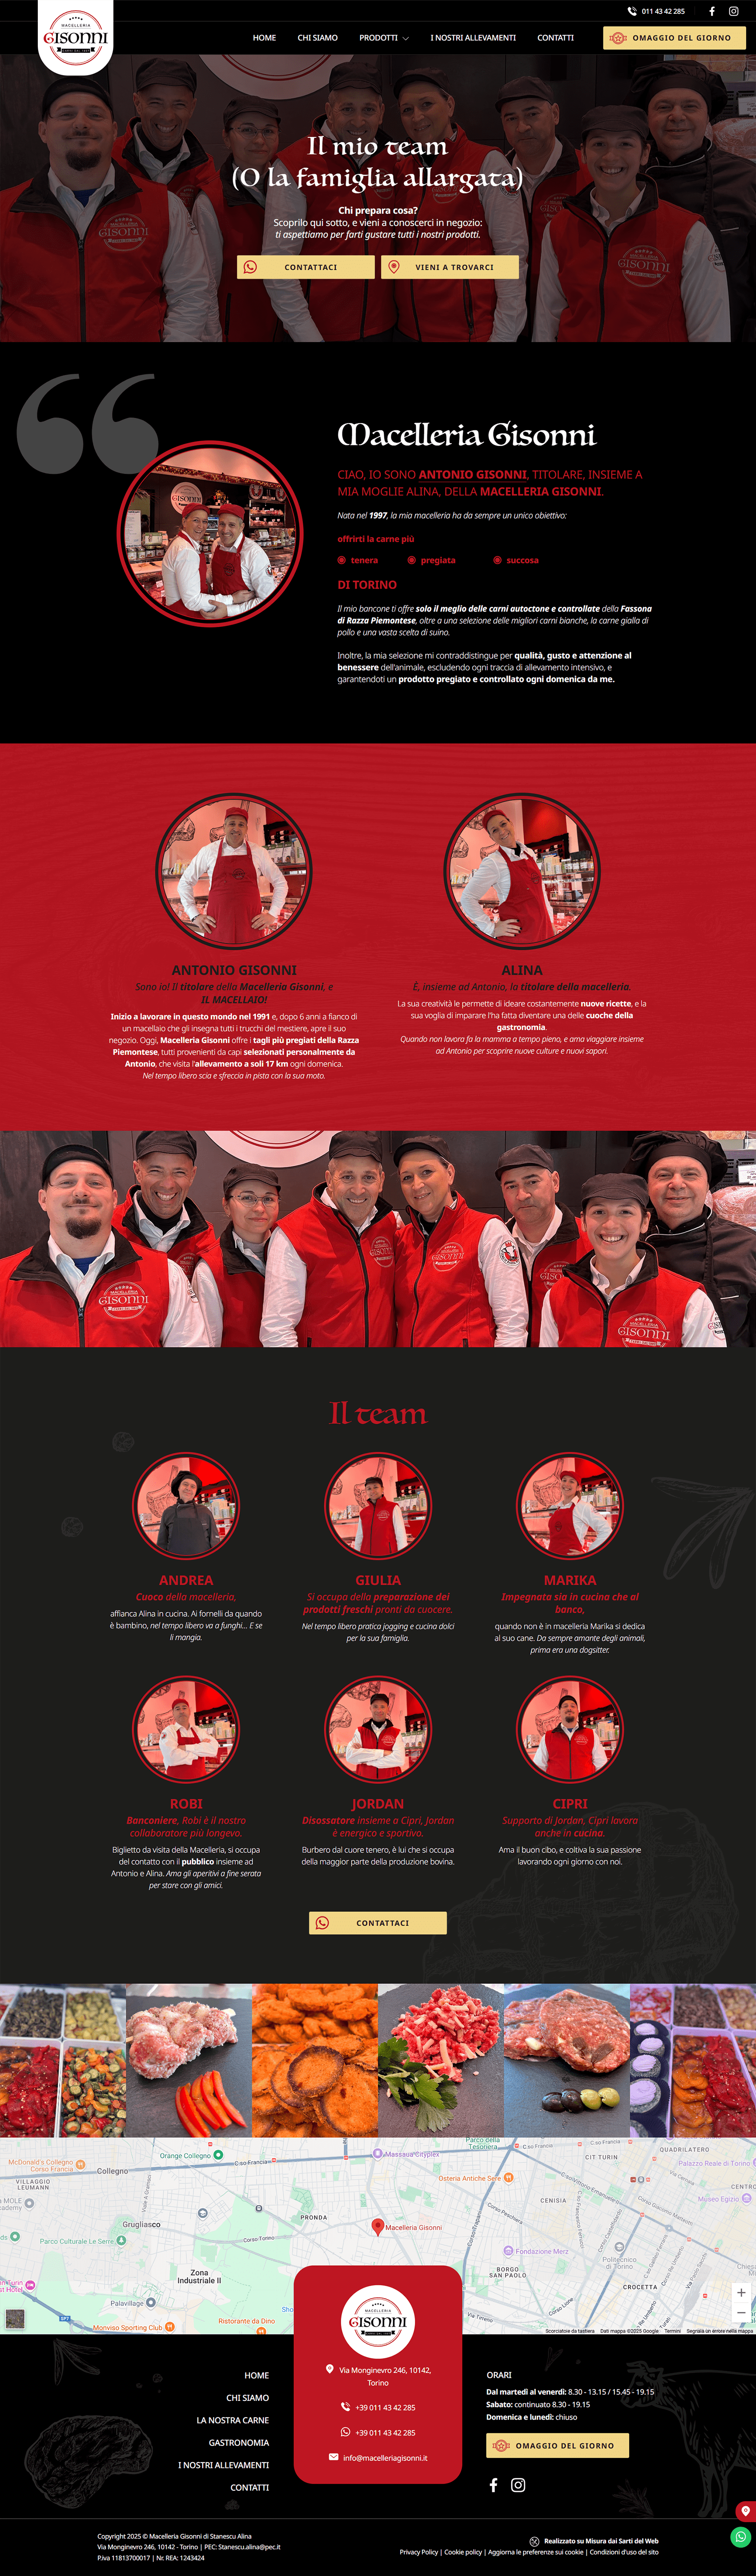 011 43 42 285
MACELLERIA
GISONNI
HOME
CHI SIAMO
PRODOTTI
I NOSTRI ALLEVAMENTI
CONTATTI
OMAGGIO DEL GIORNO
Il mio team
(O la famiglia allargata)
Chi prepara cosa?
Scoprilo qui sotto, e vieni a conoscerci in negozio:
ti aspettiamo per farti gustare tutti i nostri prodotti.
CONTATTACI
VIENI A TROVARCI
Macelleria Gisonni
CIAO, IO SONO ANTONIO GISONNI, TITOLARE, INSIEME A
MIA MOGLIE ALINA, DELLA MACELLERIA GISONNI.
Nata nel 1997, la mia macelleria ha da sempre un unico obiettivo:
offrirti la carne più
tenera
pregiata
succosa
DI TORINO
Il mio bancone ti offre solo il meglio delle carni autoctone e controllate della Fassona
di Razza Piemontese, oltre a una selezione delle migliori carni bianche, la carne gialla di
pollo e una vasta scelta di suino.
Inoltre, la mia selezione mi contraddistingue per qualità, gusto e attenzione al
benessere dell'animale, escludendo ogni traccia di allevamento intensivo, e
garantendoti un prodotto pregiato e controllato ogni domenica da me.
ANTONIO GISONNI
Sono io! Il titolare della Macelleria Gisonni, e
IL MACELLAIO!
Inizio a lavorare in questo mondo nel 1991 e, dopo 6 anni a fianco di
un macellaio che gli insegna tutti i trucchi del mestiere, apre il suo
negozio. Oggi, Macelleria Gisonni offre i tagli più pregiati della Razza
Piemontese, tutti provenienti da capi selezionati personalmente da
Antonio, che visita l'allevamento a soli 17 km ogni domenica.
Nel tempo libero scia e sfreccia in pista con la sua moto.
ALINA
È, insieme ad Antonio, la titolare della macelleria.
La sua creatività le permette di ideare costantemente nuove ricette, e la
sua voglia di imparare l'ha fatta diventare una delle cuoche della
gastronomia.
Quando non lavora fa la mamma a tempo pieno, e ama viaggiare insieme
ad Antonio per scoprire nuove culture e nuovi sapori.
Il team
ANDREA
Cuoco della macelleria,
affianca Alina in cucina. Ai fornelli da quando
è bambino, nel tempo libero va a funghi... E se
li mangia.
GIULIA
Si occupa della preparazione dei
prodotti freschi pronti da cuocere.
Nel tempo libero pratica jogging e cucina dolci
per la sua famiglia.
MARIKA
Impegnata sia in cucina che al
banco,
quando non è in macelleria Marika si dedica
al suo cane. Da sempre amante degli animali,
prima era una dogsitter.
ROBI
Banconiere, Robi è il nostro
collaboratore più longevo.
Biglietto da visita della Macelleria, si occupa
del contatto con il pubblico insieme ad
Antonio e Alina. Ama gli aperitivi a fine serata
per stare con gli amici.
JORDAN
Disossatore insieme a Cipri, Jordan
è energico e sportivo.
Burbero dal cuore tenero, è lui che si occupa
della maggior parte della produzione bovina.
CIPRI
Supporto di Jordan, Cipri lavora
anche in cucina.
Ama il buon cibo, e coltiva la sua passione
lavorando ogni giorno con noi.
CONTATTACI
McDonald's Collegno
Corso Francia
Orange Collegno
Collegno
VILLAGGIO
LEUMANN
C.so Francia
Massaua Cityplex
Parco della
Tesoriera
C.so Francia
CIT TURIN
QUADRILATERO
Palazzo Reale di Torino
Osteria Antiche Sere
Museo Egizio
CENISIA
Grugliasco
Parco Culturale Le Serre
PRONDA
Corso Torino
Macelleria Gisonni
Fondazione Merz
Politecnico
di Torino
BORGO
SAN PAOLO
CROCETTA
Zona
Industriale II
Palavillage
SP7
Moniviso Sporting Club
Ristorante da Dino
Scorciatoie da tastiera
Dati mappa ©2025 Google
Termini
Segnala un errore nella mappa
MACELLERIA
GISONNI
Via Monginevro 246, 10142,
Torino
+39 011 43 42 285
+39 011 43 42 285
info@macelleriagisonni.it
HOME
CHI SIAMO
LA NOSTRA CARNE
GASTRONOMIA
I NOSTRI ALLEVAMENTI
CONTATTI
ORARI
Dal martedì al venerdì: 8.30 - 13.15 / 15.45 - 19.15
Sabato: continuato 8.30 - 19.15
Domenica e lunedì: chiuso
OMAGGIO DEL GIORNO
Copyright 2025 © Macelleria Gisonni di Stanescu Alina
Via Monginevro 246, 10142 - Torino | PEC: Stanescu.alina@pec.it
P.iva 11813700017 | Nr. REA: 1243424
Realizzato su Misura dai Sarti del Web
Privacy Policy | Cookie policy | Aggiorna le preferenze sui cookie | Condizioni d'uso del sito